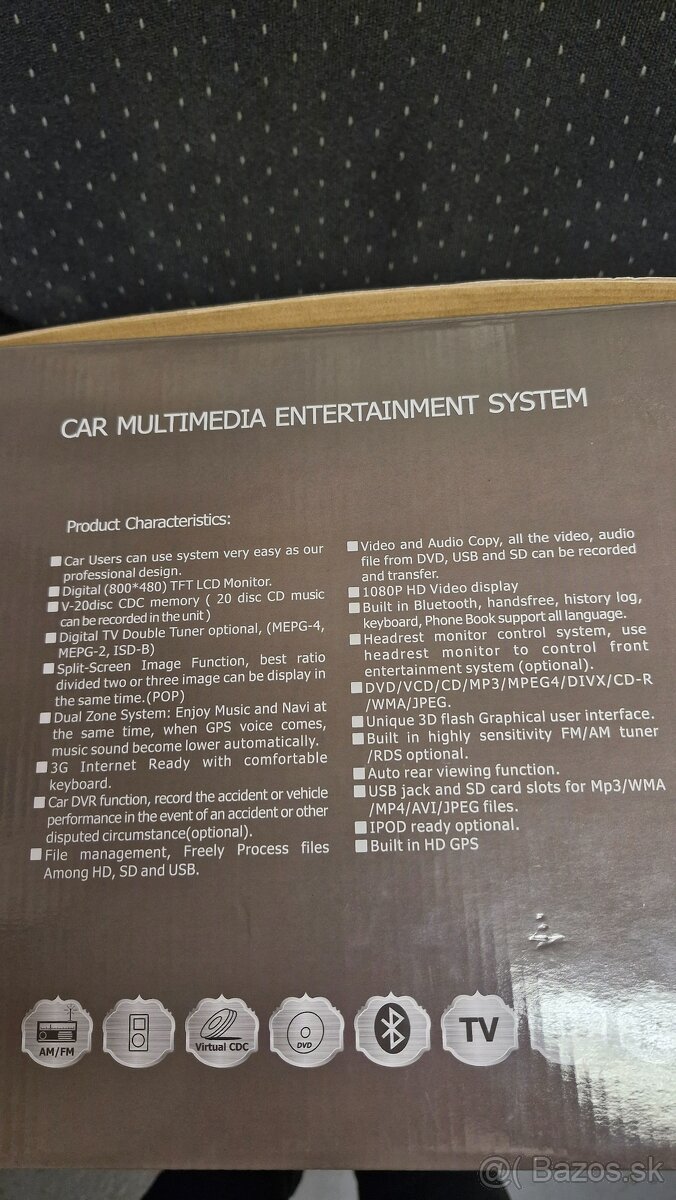 CAR MULTIMEDIA ENTERTAINMENT SYSTEM
Product Characteristics:
Car Users can use system very easy as our
professional design.
Digital (800*480) TFT LCD Monitor.
V-20disc CDC memory ( 20 disc CD music
can be recorded in the unit )
Digital TV Double Tuner optional, (MEPG-4,
MEPG-2, ISD-B)
Split-Screen Image Function, best ratio
divided two or three image can be display in
the same time.(POP)
Dual Zone System: Enjoy Music and Navi at
the same time, when GPS voice comes,
music sound become lower automatically.
3G Internet Ready with comfortable
keyboard.
Car DVR function, record the accident or vehicle
performance in the event of an accident or other
disputed circumstance(optional).
File management, Freely Process files
Among HD, SD and USB.
Video and Audio Copy, all the video, audio
file from DVD, USB and SD can be recorded
and transfer.
1080P HD Video display
Built in Bluetooth, handsfree, history log,
keyboard, Phone Book support all language.
Headrest monitor control system, use
headrest monitor to control front
entertainment system (optional).
DVD/VCD/CD/MP3/MPEG4/DIVX/CD-R
/WMA/JPEG.
Unique 3D flash Graphical user interface.
Built in highly sensitivity FM/AM tuner
/RDS optional.
Auto rear viewing function.
USB jack and SD card slots for Mp3/WMA
/MP4/AVI/JPEG files.
IPOD ready optional.
Built in HD GPS
AM/FM
Virtual CDC
DVD
TV
@( Bazos.sk